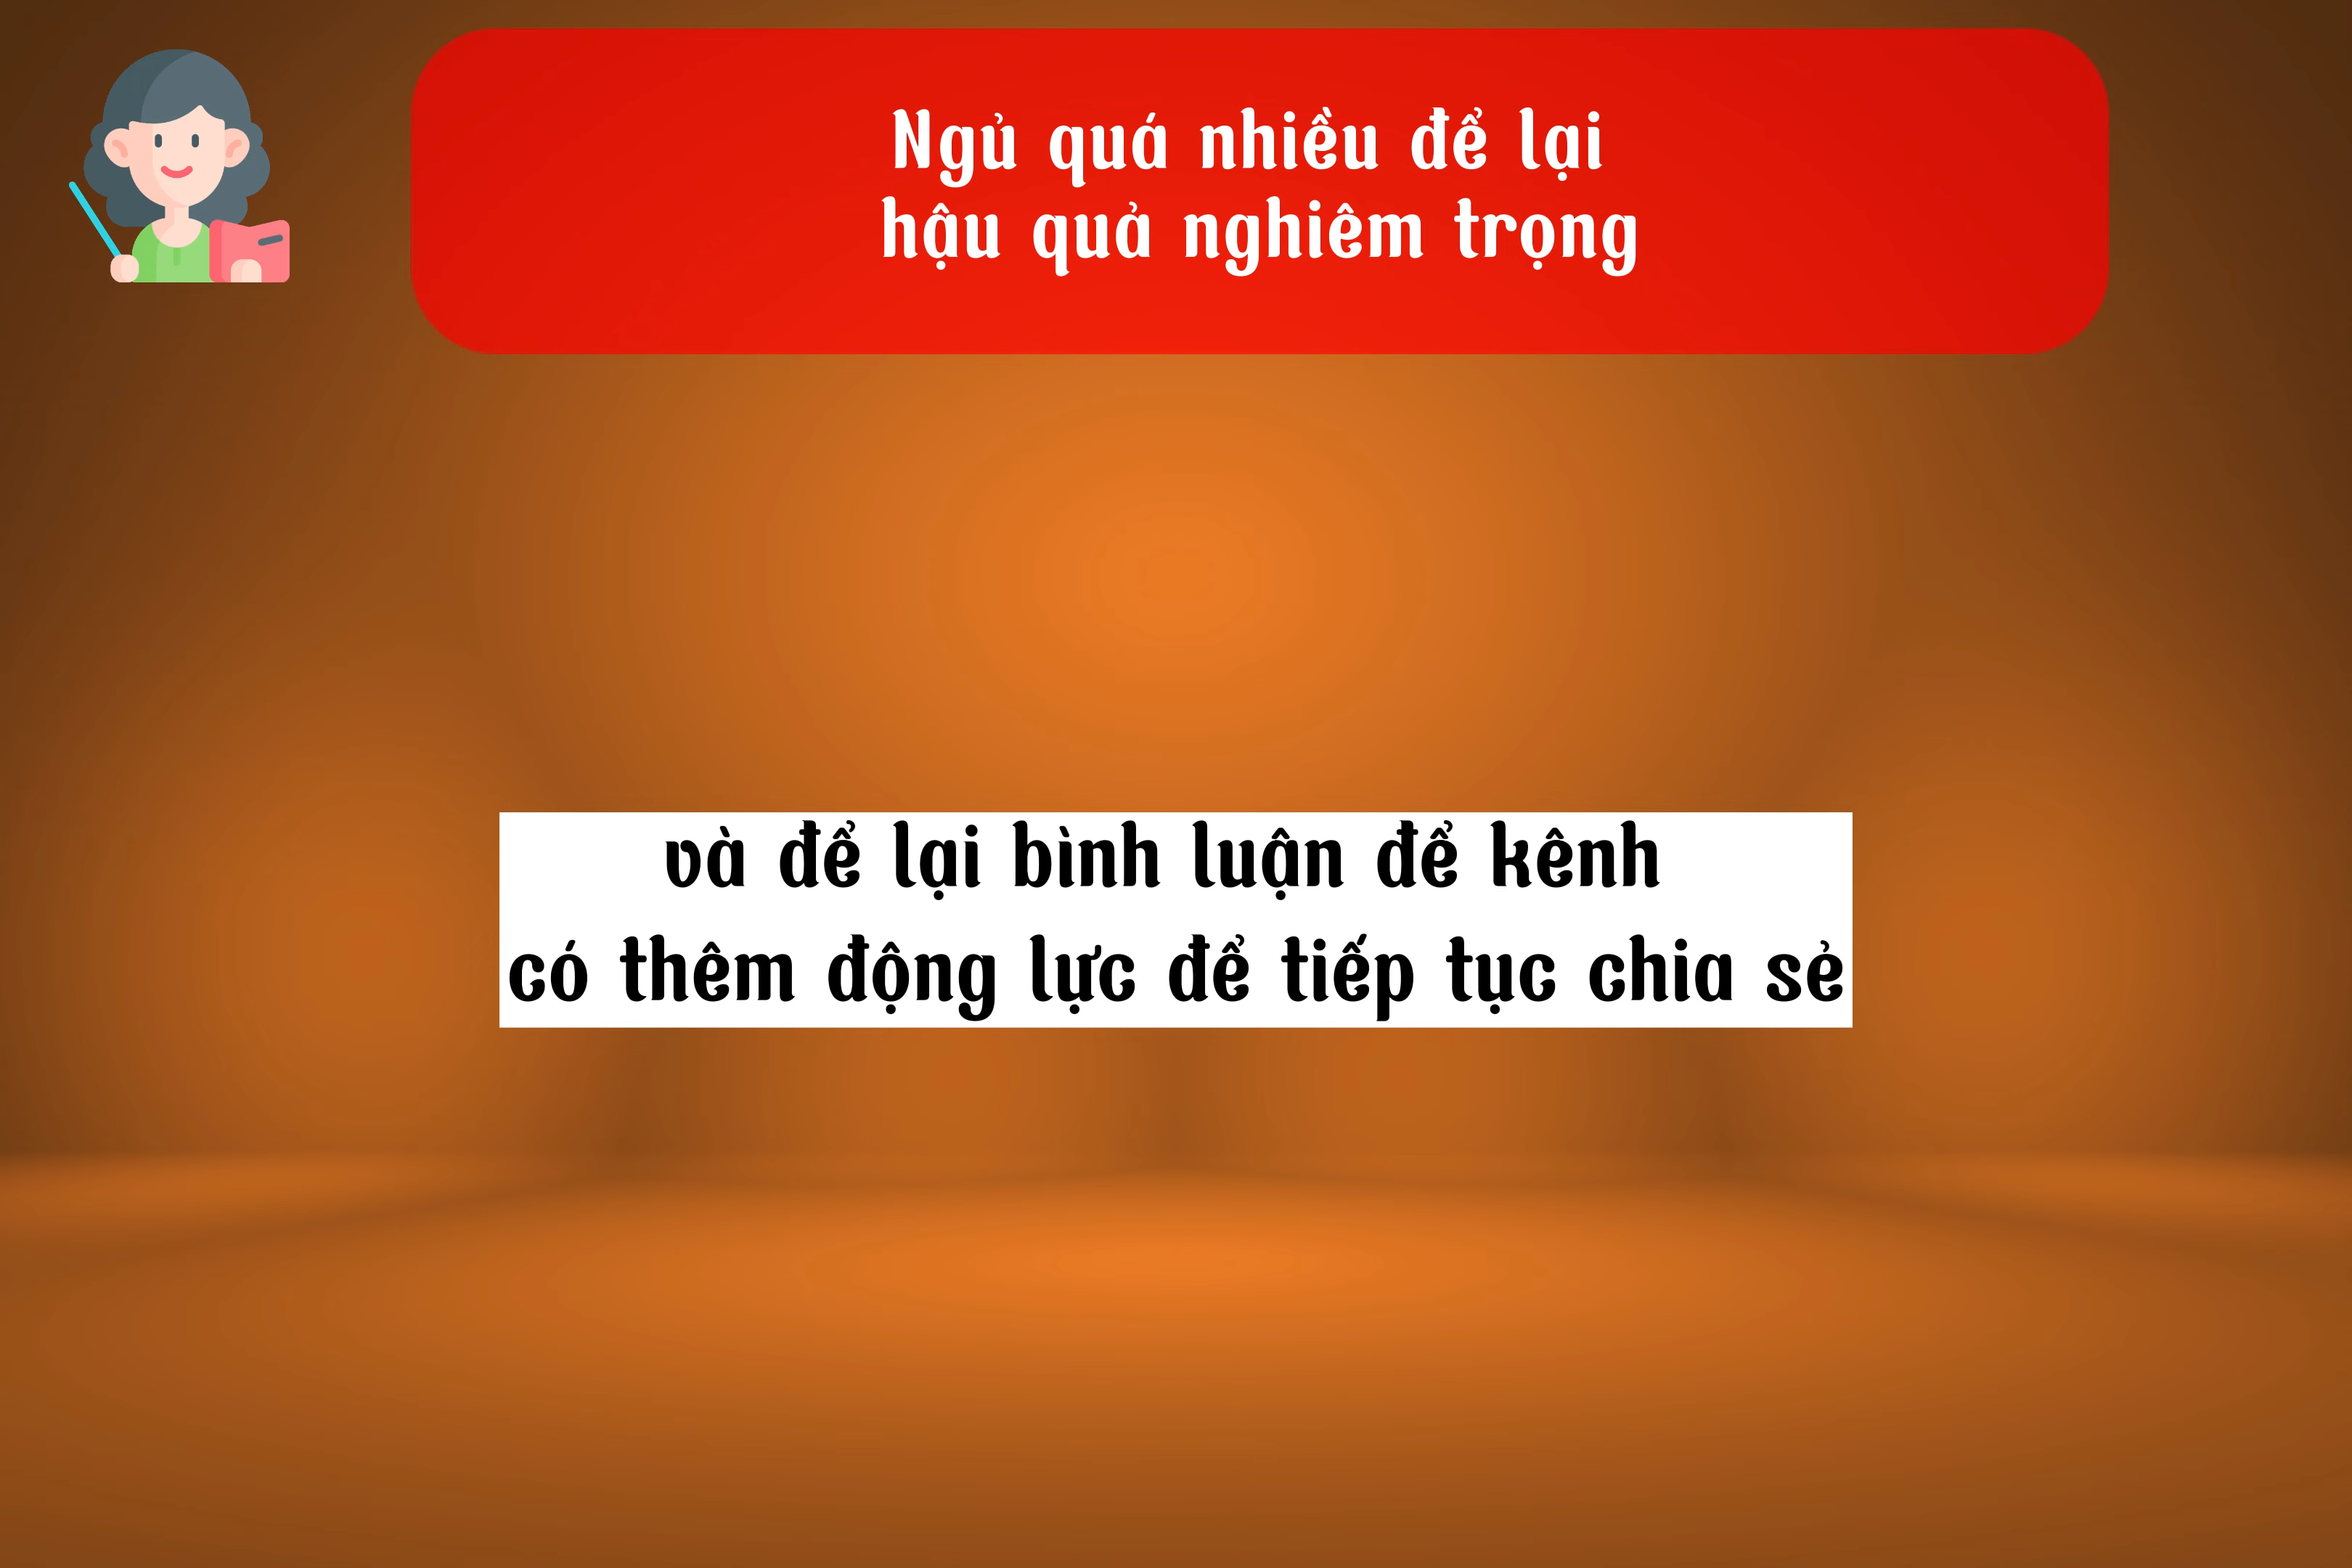 Ngủ quá nhiều để lại
hậu quả nghiêm trọng
và để lại bình luận để kênh
có thêm động lực để tiếp tục chia sẻ